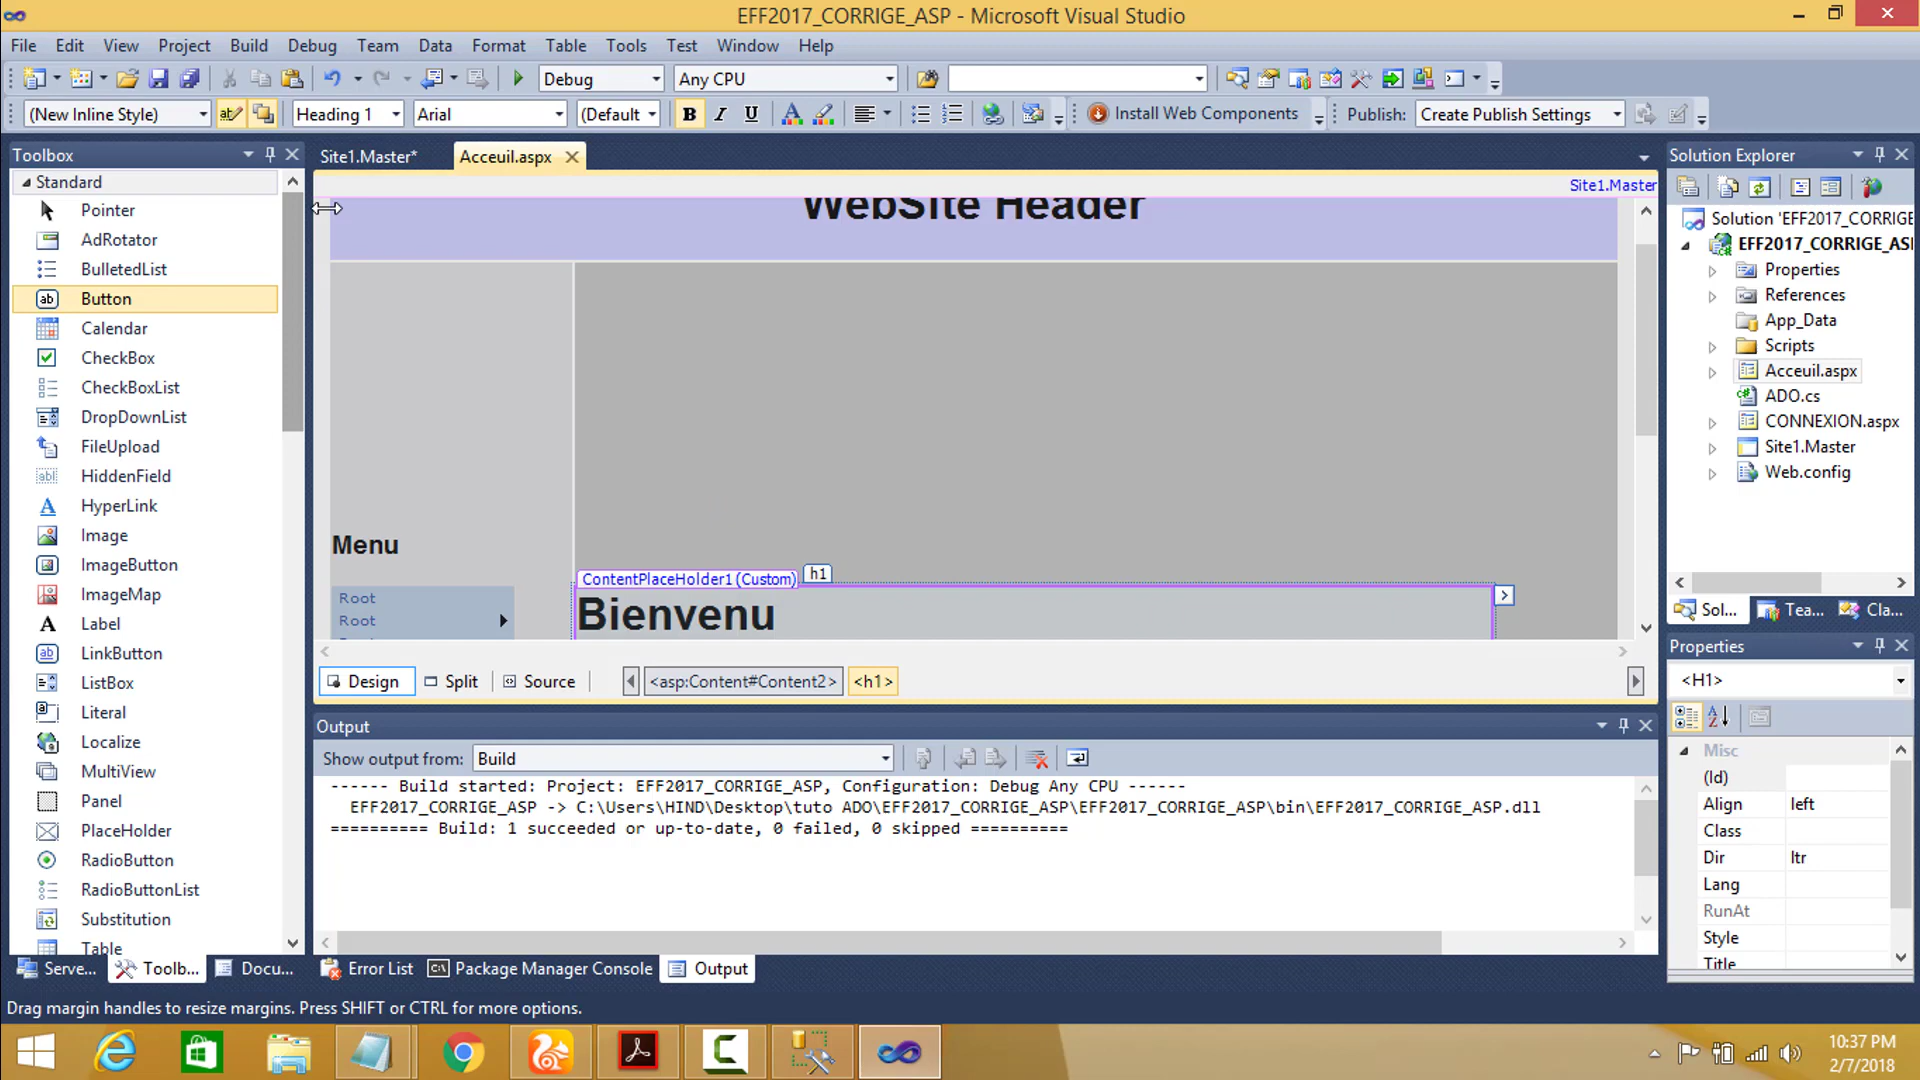 EFF2017_CORRIGE_ASP - Microsoft Visual Studio
File Edit View Project Build Debug Team Data Format Table Tools Test Window Help
Debug Any CPU
(New Inline Style) Heading 1 Arial (Default B I U Install Web Components Publish: Create Publish Settings
Toolbox
Standard
Pointer
AdRotator
BulletedList
Button
Calendar
CheckBox
CheckBoxList
DropDownList
FileUpload
HiddenField
HyperLink
Image
ImageButton
ImageMap
Label
LinkButton
ListBox
Literal
Localize
MultiView
Panel
PlaceHolder
RadioButton
RadioButtonList
Substitution
Table
Serve... Toolb... Docu...
Site1.Master* Acceuil.aspx
Site1.Master
WebSite Header
Menu
Root
Root
ContentPlaceHolder1 (Custom) h1
Bienvenu
Design Split Source <asp:Content#Content2> <h1>
Output
Show output from: Build
------ Build started: Project: EFF2017_CORRIGE_ASP, Configuration: Debug Any CPU ------
EFF2017_CORRIGE_ASP -> C:\Users\HIND\Desktop\tuto ADO\EFF2017_CORRIGE_ASP\EFF2017_CORRIGE_ASP\bin\EFF2017_CORRIGE_ASP.dll
========== Build: 1 succeeded or up-to-date, 0 failed, 0 skipped ==========
Error List Package Manager Console Output
Solution Explorer
Solution 'EFF2017_CORRIGE
EFF2017_CORRIGE_AS
Properties
References
App_Data
Scripts
Acceuil.aspx
ADO.cs
CONNEXION.aspx
Site1.Master
Web.config
Sol... Tea... Cla...
Properties
<H1>
Misc
(Id)
Align left
Class
Dir ltr
Lang
RunAt
Style
Title
Drag margin handles to resize margins. Press SHIFT or CTRL for more options.
10:37 PM
2/7/2018